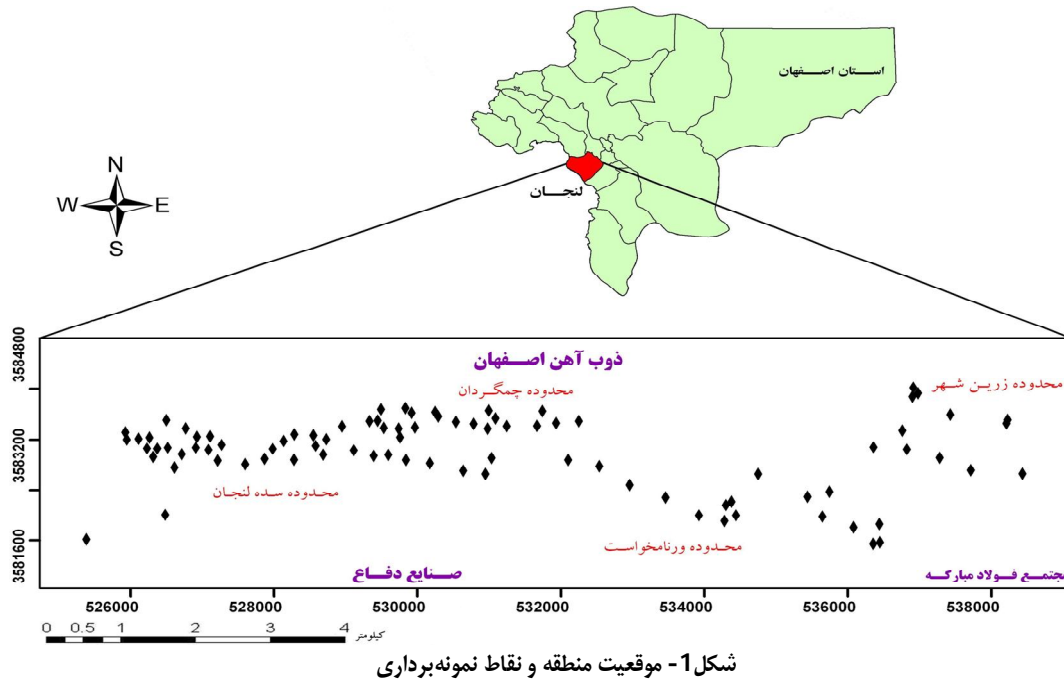 استان اصفهان
لنجان
N
W E
S
ذوب آهن اصفهان
محدوده چمگردان
محدوده زرین شهر
محدوده سده لنجان
محدوده ورنامخواست
صنایع دفاع
مجتمع فولاد مبارکه
3584800
3583200
3581600
526000 528000 530000 532000 534000 536000 538000
0 0.5 1 2 3 4
کیلومتر
شکل1- موقعیت منطقه و نقاط نمونه‌برداری